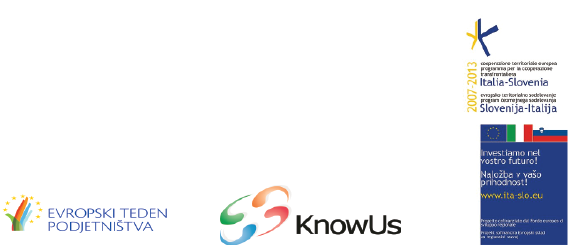 2007-2013
cooperazione territoriale europea
programma per la cooperazione
transfrontaliera
Italia-Slovenia
evropsko teritorialno sodelovanje
program čezmejnega sodelovanja
Slovenija-Italija
Investiamo nel
vostro futuro!
Naložba v vašo
prihodnost!
www.ita-slo.eu
EVROPSKI TEDEN
PODJETNIŠTVA
KnowUs